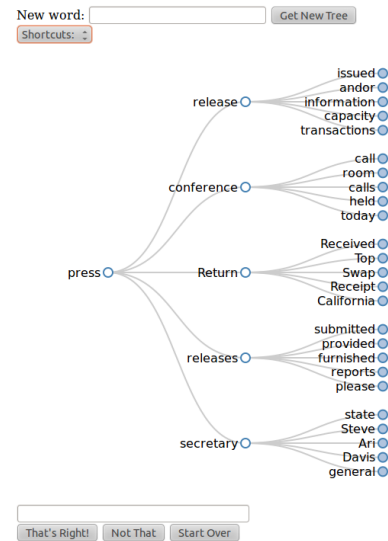 New word: Get New Tree
Shortcuts:
issued
andor
release information
capacity
transactions
call
room
conference calls
held
today
Received
Top
press Return Swap
Receipt
California
submitted
provided
releases furnished
reports
please
state
Steve
secretary Ari
Davis
general
That's Right! Not That Start Over